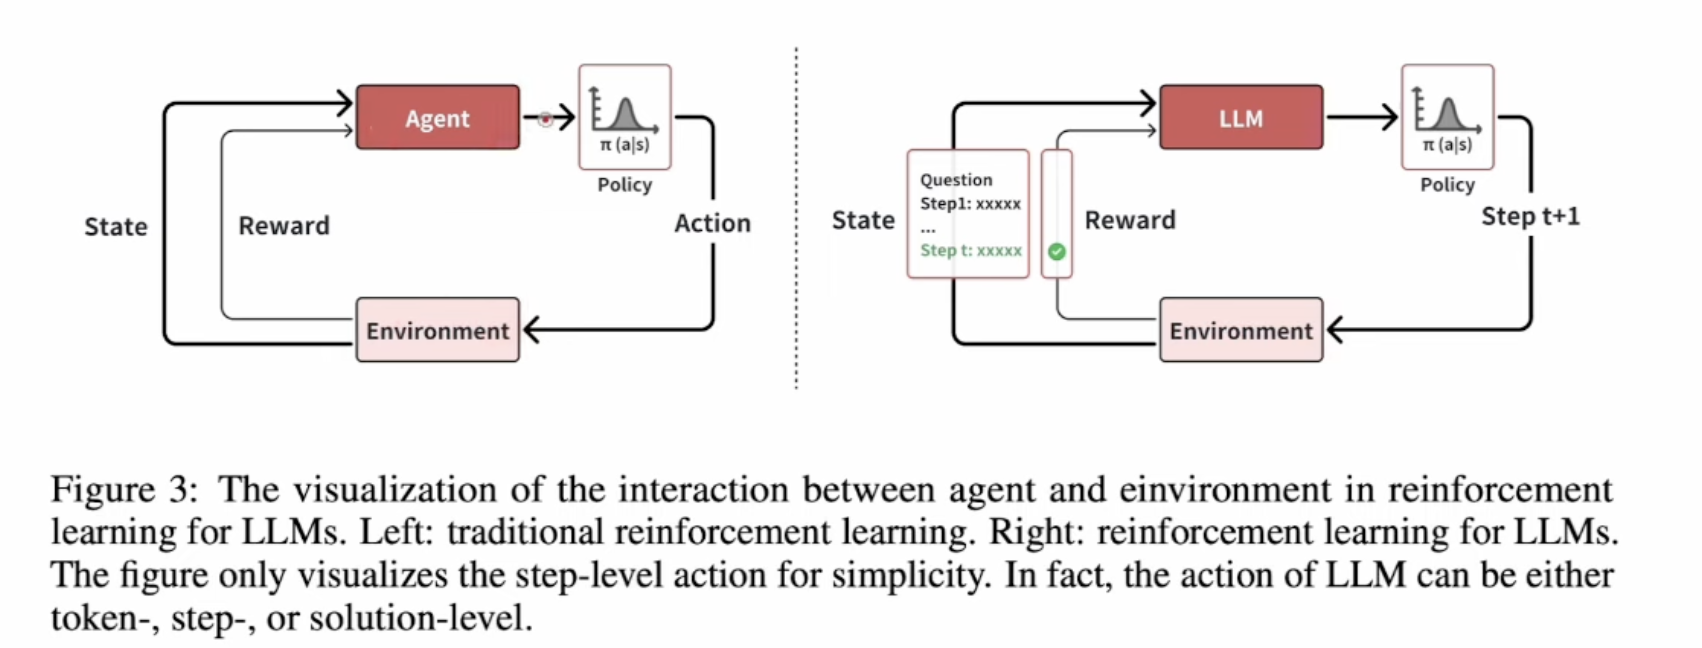 Agent
π (a|s)
Policy
State
Reward
Action
Environment
LLM
π (a|s)
Policy
State
Question
Step1: xxxxx
...
Step t: xxxxx
Reward
Step t+1
Environment
Figure 3: The visualization of the interaction between agent and einvironment in reinforcement
learning for LLMs. Left: traditional reinforcement learning. Right: reinforcement learning for LLMs.
The figure only visualizes the step-level action for simplicity. In fact, the action of LLM can be either
token-, step-, or solution-level.